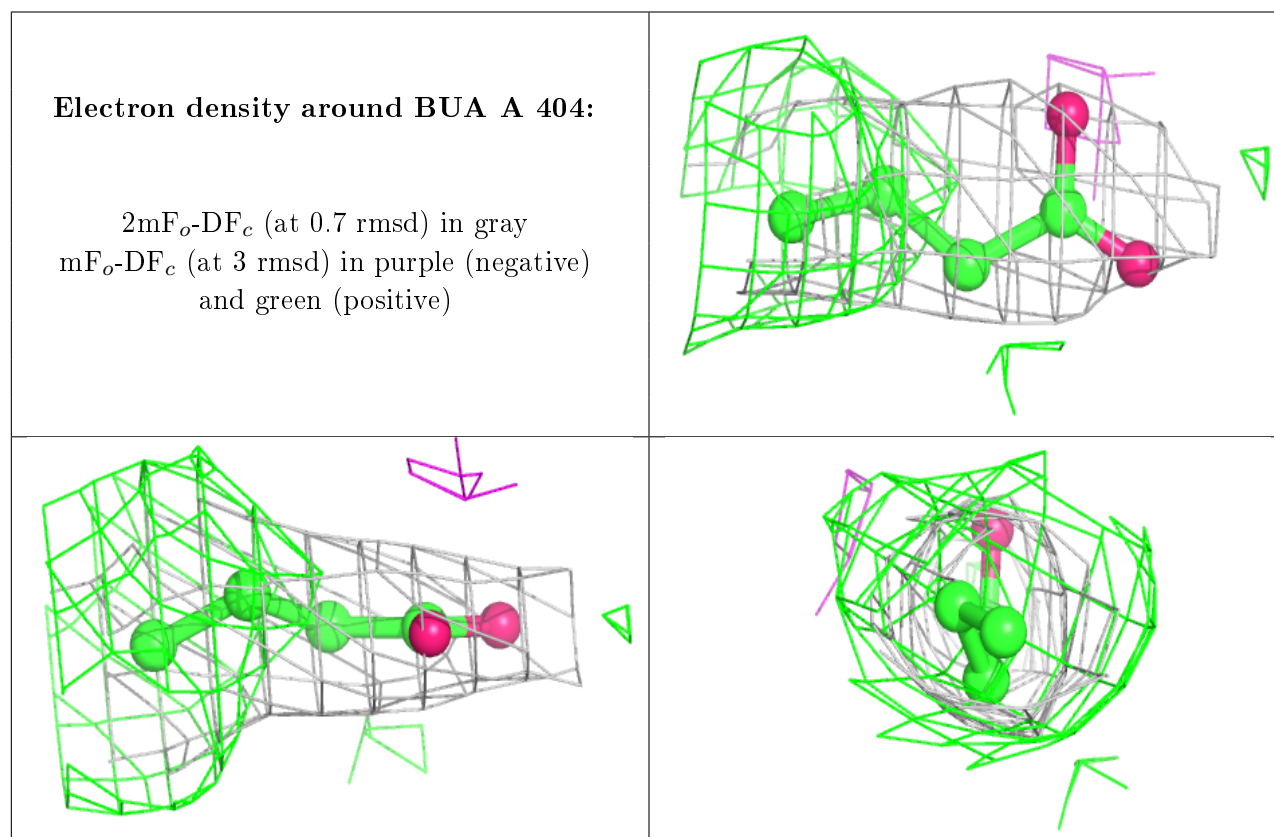 Electron density around BUA A 404:
2mFₒ-DF𝒸 (at 0.7 rmsd) in gray
mFₒ-DF𝒸 (at 3 rmsd) in purple (negative)
and green (positive)